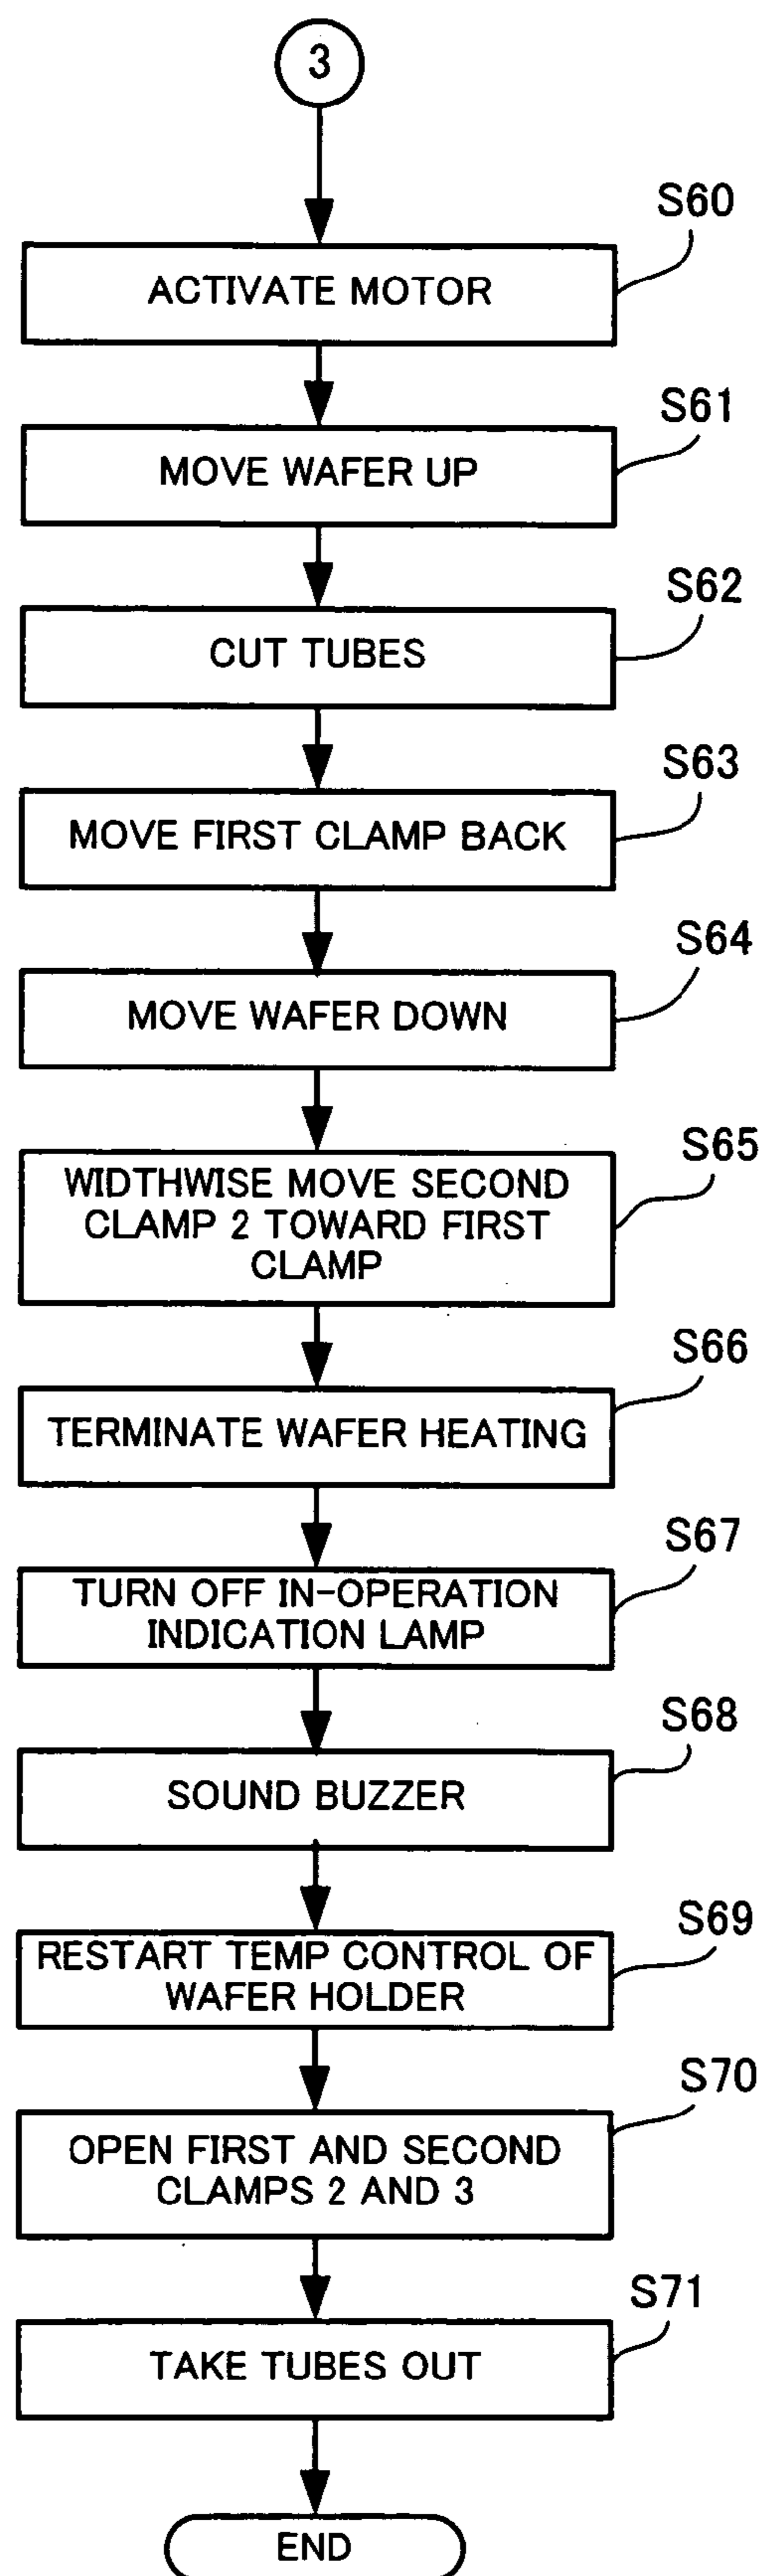 3
S60
ACTIVATE MOTOR
S61
MOVE WAFER UP
S62
CUT TUBES
S63
MOVE FIRST CLAMP BACK
S64
MOVE WAFER DOWN
S65
WIDTHWISE MOVE SECOND
CLAMP 2 TOWARD FIRST
CLAMP
S66
TERMINATE WAFER HEATING
S67
TURN OFF IN-OPERATION
INDICATION LAMP
S68
SOUND BUZZER
S69
RESTART TEMP CONTROL OF
WAFER HOLDER
S70
OPEN FIRST AND SECOND
CLAMPS 2 AND 3
S71
TAKE TUBES OUT
END